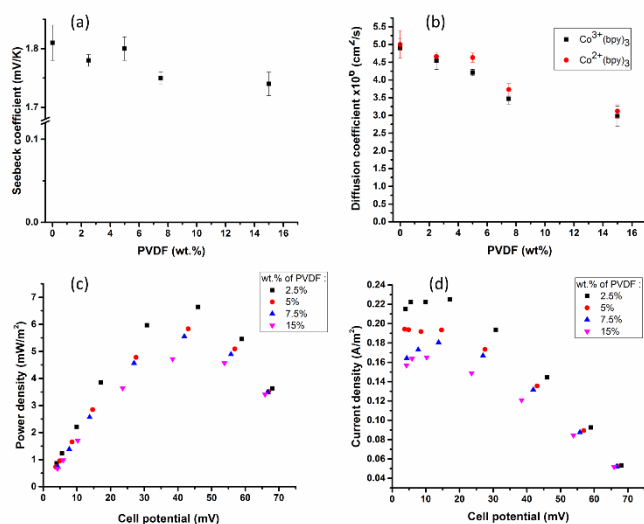 (a)
Seebeck coefficient (mV/K)
1.8
1.7
0.1
0.0
0 2 4 6 8 10 12 14 16
PVDF (wt.%)
(b)
Co³⁺(bpy)₃
Co²⁺(bpy)₃
Diffusion coefficient x10⁶ (cm²/s)
6.0
5.5
5.0
4.5
4.0
3.5
3.0
2.5
2.0
1.5
1.0
0.5
0.0
0 2 4 6 8 10 12 14 16
PVDF (wt%)
(c)
wt.% of PVDF :
2.5%
5%
7.5%
15%
Power density (mW/m²)
7
6
5
4
3
2
1
0
0 10 20 30 40 50 60 70
Cell potential (mV)
(d)
wt.% of PVDF :
2.5%
5%
7.5%
15%
Current density (A/m²)
0.24
0.22
0.20
0.18
0.16
0.14
0.12
0.10
0.08
0.06
0.04
0 10 20 30 40 50 60 70
Cell potential (mV)